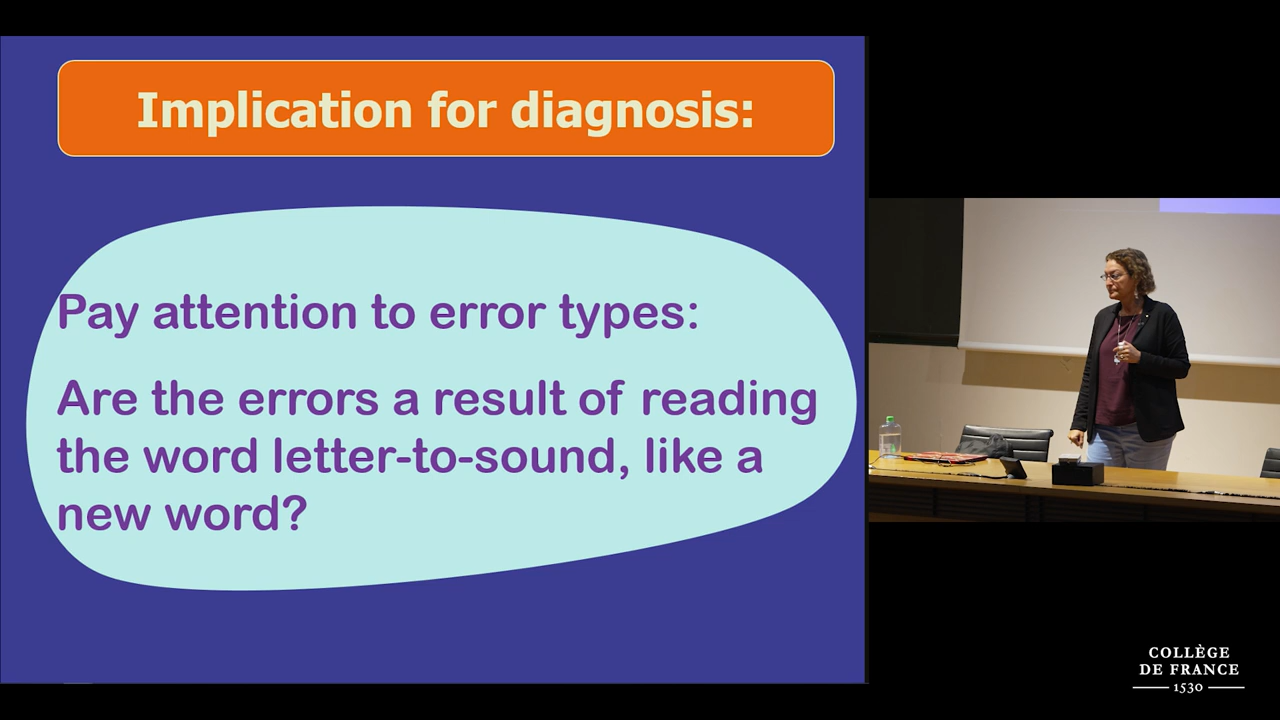 Implication for diagnosis:
Pay attention to error types:
Are the errors a result of reading
the word letter-to-sound, like a
new word?
COLLÈGE
DE FRANCE
1530